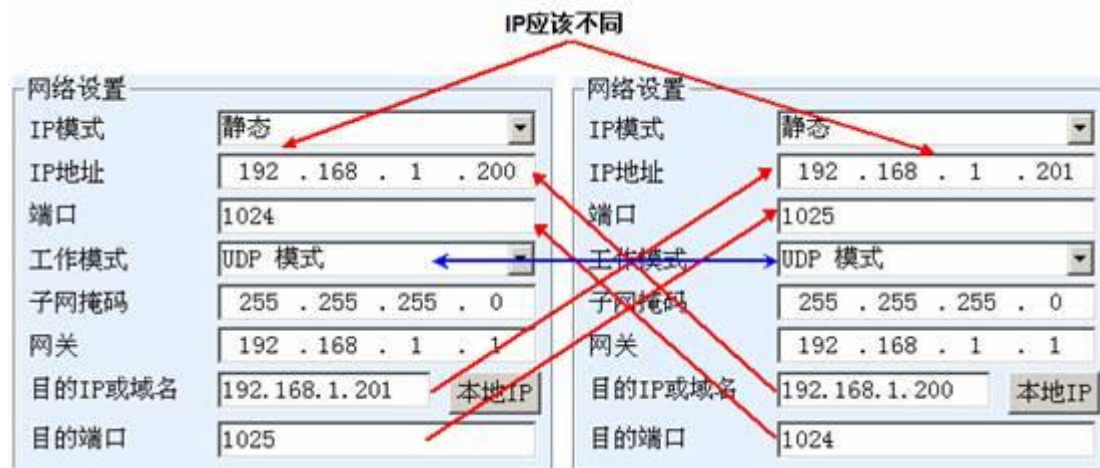 IP应该不同
网络设置
IP模式 静态
IP地址 192 .168 . 1 .200
端口 1024
工作模式 UDP 模式
子网掩码 255 .255 .255 . 0
网关 192 .168 . 1 . 1
目的IP或域名 192.168.1.201 本地IP
目的端口 1025
网络设置
IP模式 静态
IP地址 192 .168 . 1 .201
端口 1025
工作模式 UDP 模式
子网掩码 255 .255 .255 . 0
网关 192 .168 . 1 . 1
目的IP或域名 192.168.1.200 本地IP
目的端口 1024